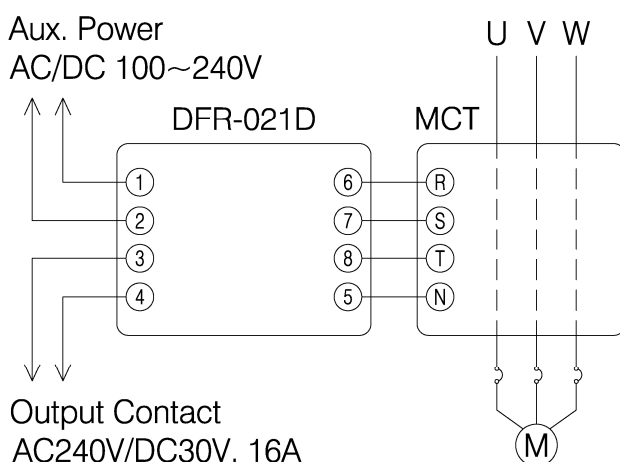 Aux. Power
AC/DC 100~240V
U V W
DFR-021D
MCT
1 6 R
2 7 S
3 8 T
4 5 N
Output Contact
AC240V/DC30V, 16A
M